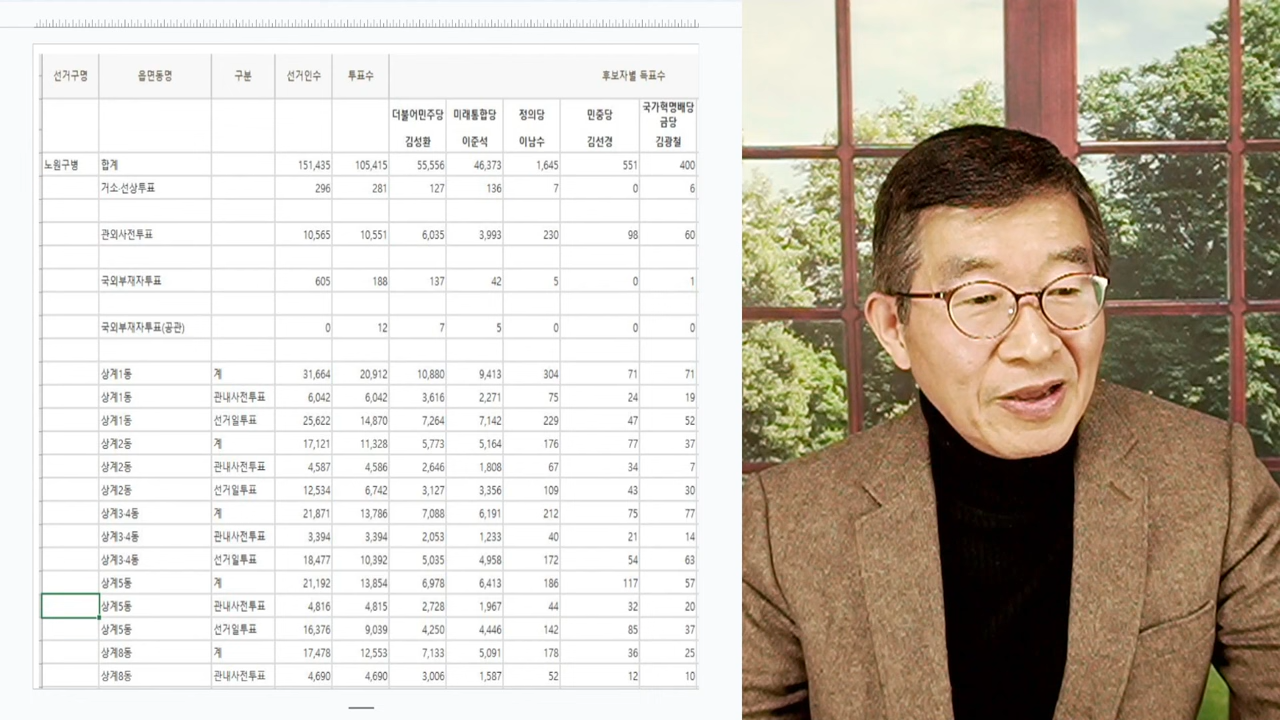 선거구명 읍면동명 구분 선거인수 투표수 후보자별 득표수
더불어민주당 미래통합당 정의당 민중당 국가혁명배당금당
김성환 이준석 이남수 김선경 김광철
노원구병 합계 151,435 105,415 55,556 46,373 1,645 551 400
거소·선상투표 296 281 127 136 7 0 6
관외사전투표 10,565 10,551 6,035 3,993 230 98 60
국외부재자투표 605 188 137 42 5 0 1
국외부재자투표(공관) 0 12 7 5 0 0 0
상계1동 계 31,664 20,912 10,880 9,413 304 71 71
상계1동 관내사전투표 6,042 6,042 3,616 2,271 75 24 19
상계1동 선거일투표 25,622 14,870 7,264 7,142 229 47 52
상계2동 계 17,121 11,328 5,773 5,164 176 77 37
상계2동 관내사전투표 4,587 4,586 2,646 1,808 67 34 7
상계2동 선거일투표 12,534 6,742 3,127 3,356 109 43 30
상계3·4동 계 21,871 13,786 7,088 6,191 212 75 77
상계3·4동 관내사전투표 3,394 3,394 2,053 1,233 40 21 14
상계3·4동 선거일투표 18,477 10,392 5,035 4,958 172 54 63
상계5동 계 21,192 13,854 6,978 6,413 186 117 57
상계5동 관내사전투표 4,816 4,815 2,728 1,967 44 32 20
상계5동 선거일투표 16,376 9,039 4,250 4,446 142 85 37
상계8동 계 17,478 12,553 7,133 5,091 178 36 25
상계8동 관내사전투표 4,690 4,690 3,006 1,587 52 12 10